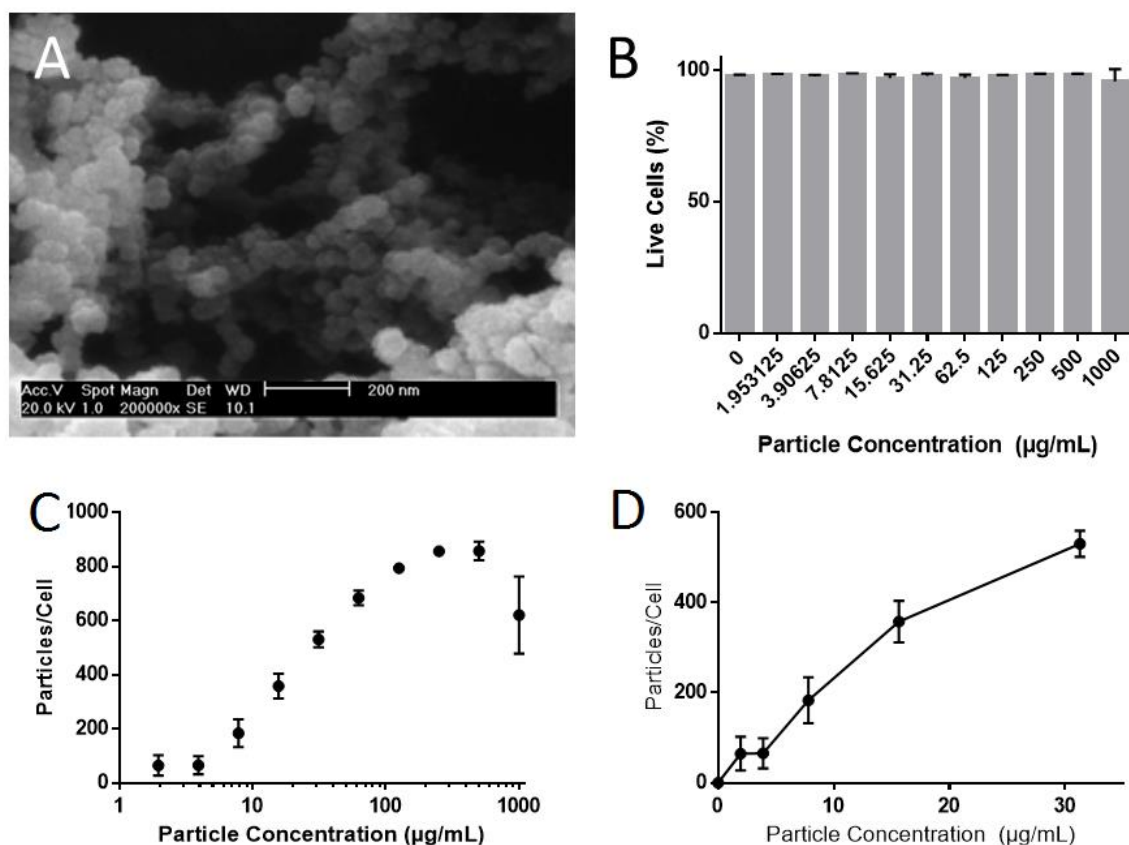 A
Acc.V Spot Magn Det WD
200 nm
20.0 kV 1.0 200000x SE 10.1
B
100
50
0
Live Cells (%)
0 1.953125 3.90625 7.8125 15.625 31.25 62.5 125 250 500 1000
Particle Concentration (µg/mL)
C
1000
800
600
400
200
0
Particles/Cell
1 10 100 1000
Particle Concentration (µg/mL)
D
600
400
200
0
Particles/Cell
0 10 20 30
Particle Concentration (µg/mL)